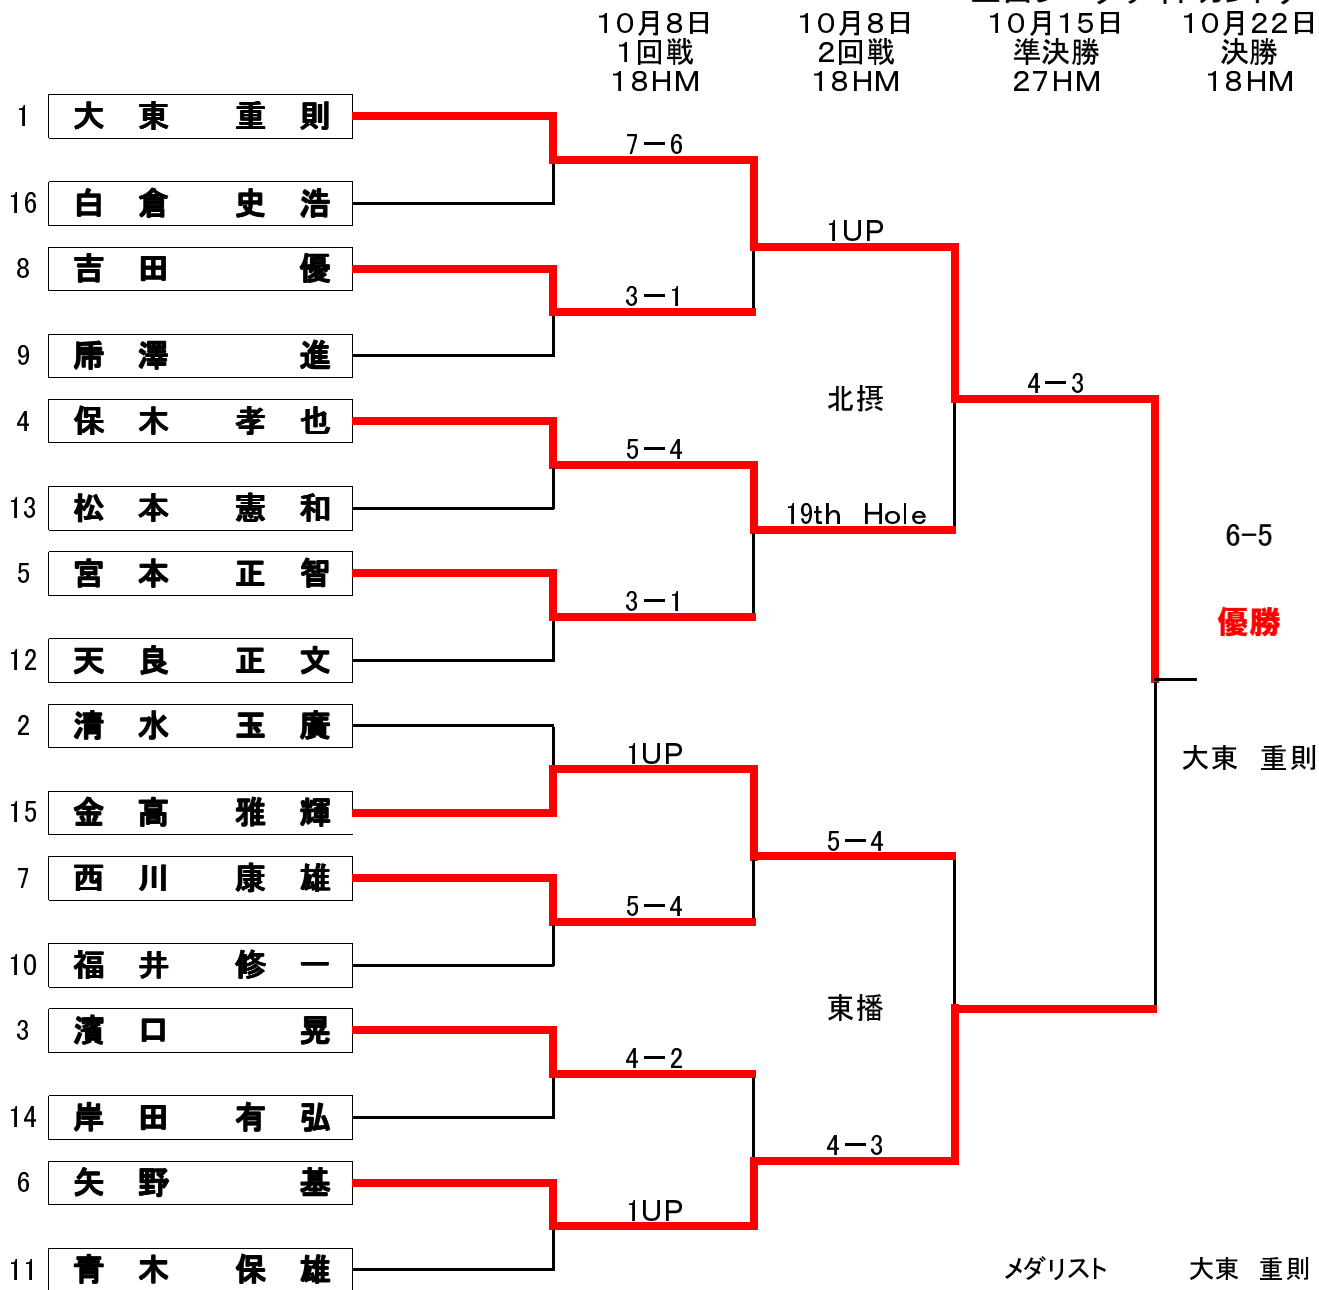 10月8日 10月8日 10月15日 10月22日
1回戦 2回戦 準決勝 決勝
18HM 18HM 27HM 18HM
1 大東 重則
7－6
16 白倉 史浩
1UP
8 吉田 優
3－1
9 澤 進
4－3
北摂
4 保木 孝也
5－4
13 松本 憲和
19th Hole
6-5
5 宮本 正智
3－1
優勝
12 天良 正文
2 清水 玉廣
1UP
大東 重則
15 金高 雅輝
5－4
7 西川 康雄
5－4
10 福井 修一
東播
3 濱口 晃
4－2
14 岸田 有弘
4－3
6 矢野 基
1UP
11 青木 保雄
メダリスト 大東 重則